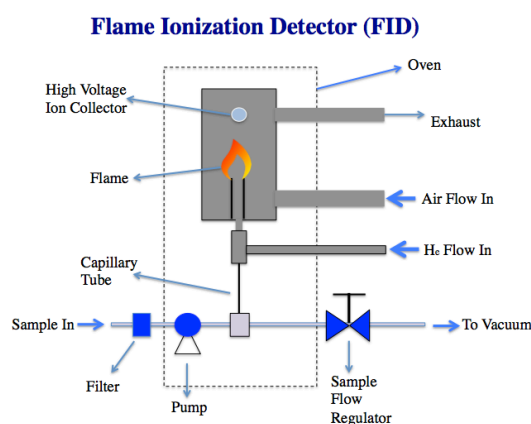 Flame Ionization Detector (FID)
Oven
High Voltage
Ion Collector
Exhaust
Flame
Air Flow In
He Flow In
Capillary
Tube
Sample In
To Vacuum
Filter
Pump
Sample
Flow
Regulator